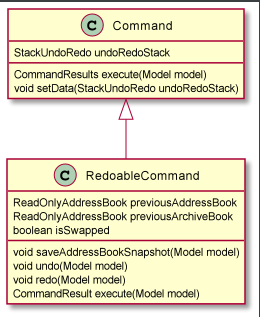 C Command
StackUndoRedo undoRedoStack
CommandResults execute(Model model)
void setData(StackUndoRedo undoRedoStack)
C RedoableCommand
ReadOnlyAddressBook previousAddressBook
ReadOnlyAddressBook previousArchiveBook
boolean isSwapped
void saveAddressBookSnapshot(Model model)
void undo(Model model)
void redo(Model model)
CommandResult execute(Model model)